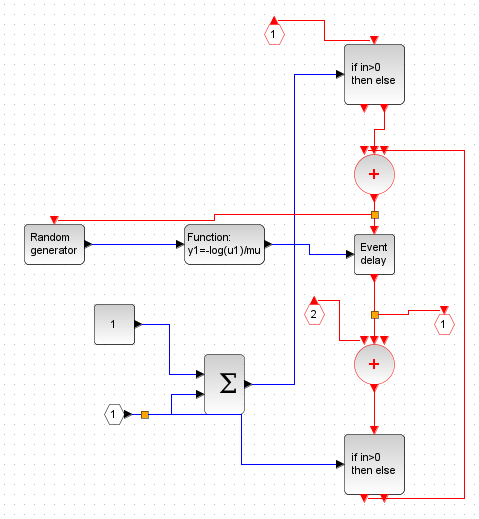 1
if in>0
then else
+
Random
generator
Function:
y1=-log(u1)/mu
Event
delay
1
2
1
+
Σ
1
if in>0
then else